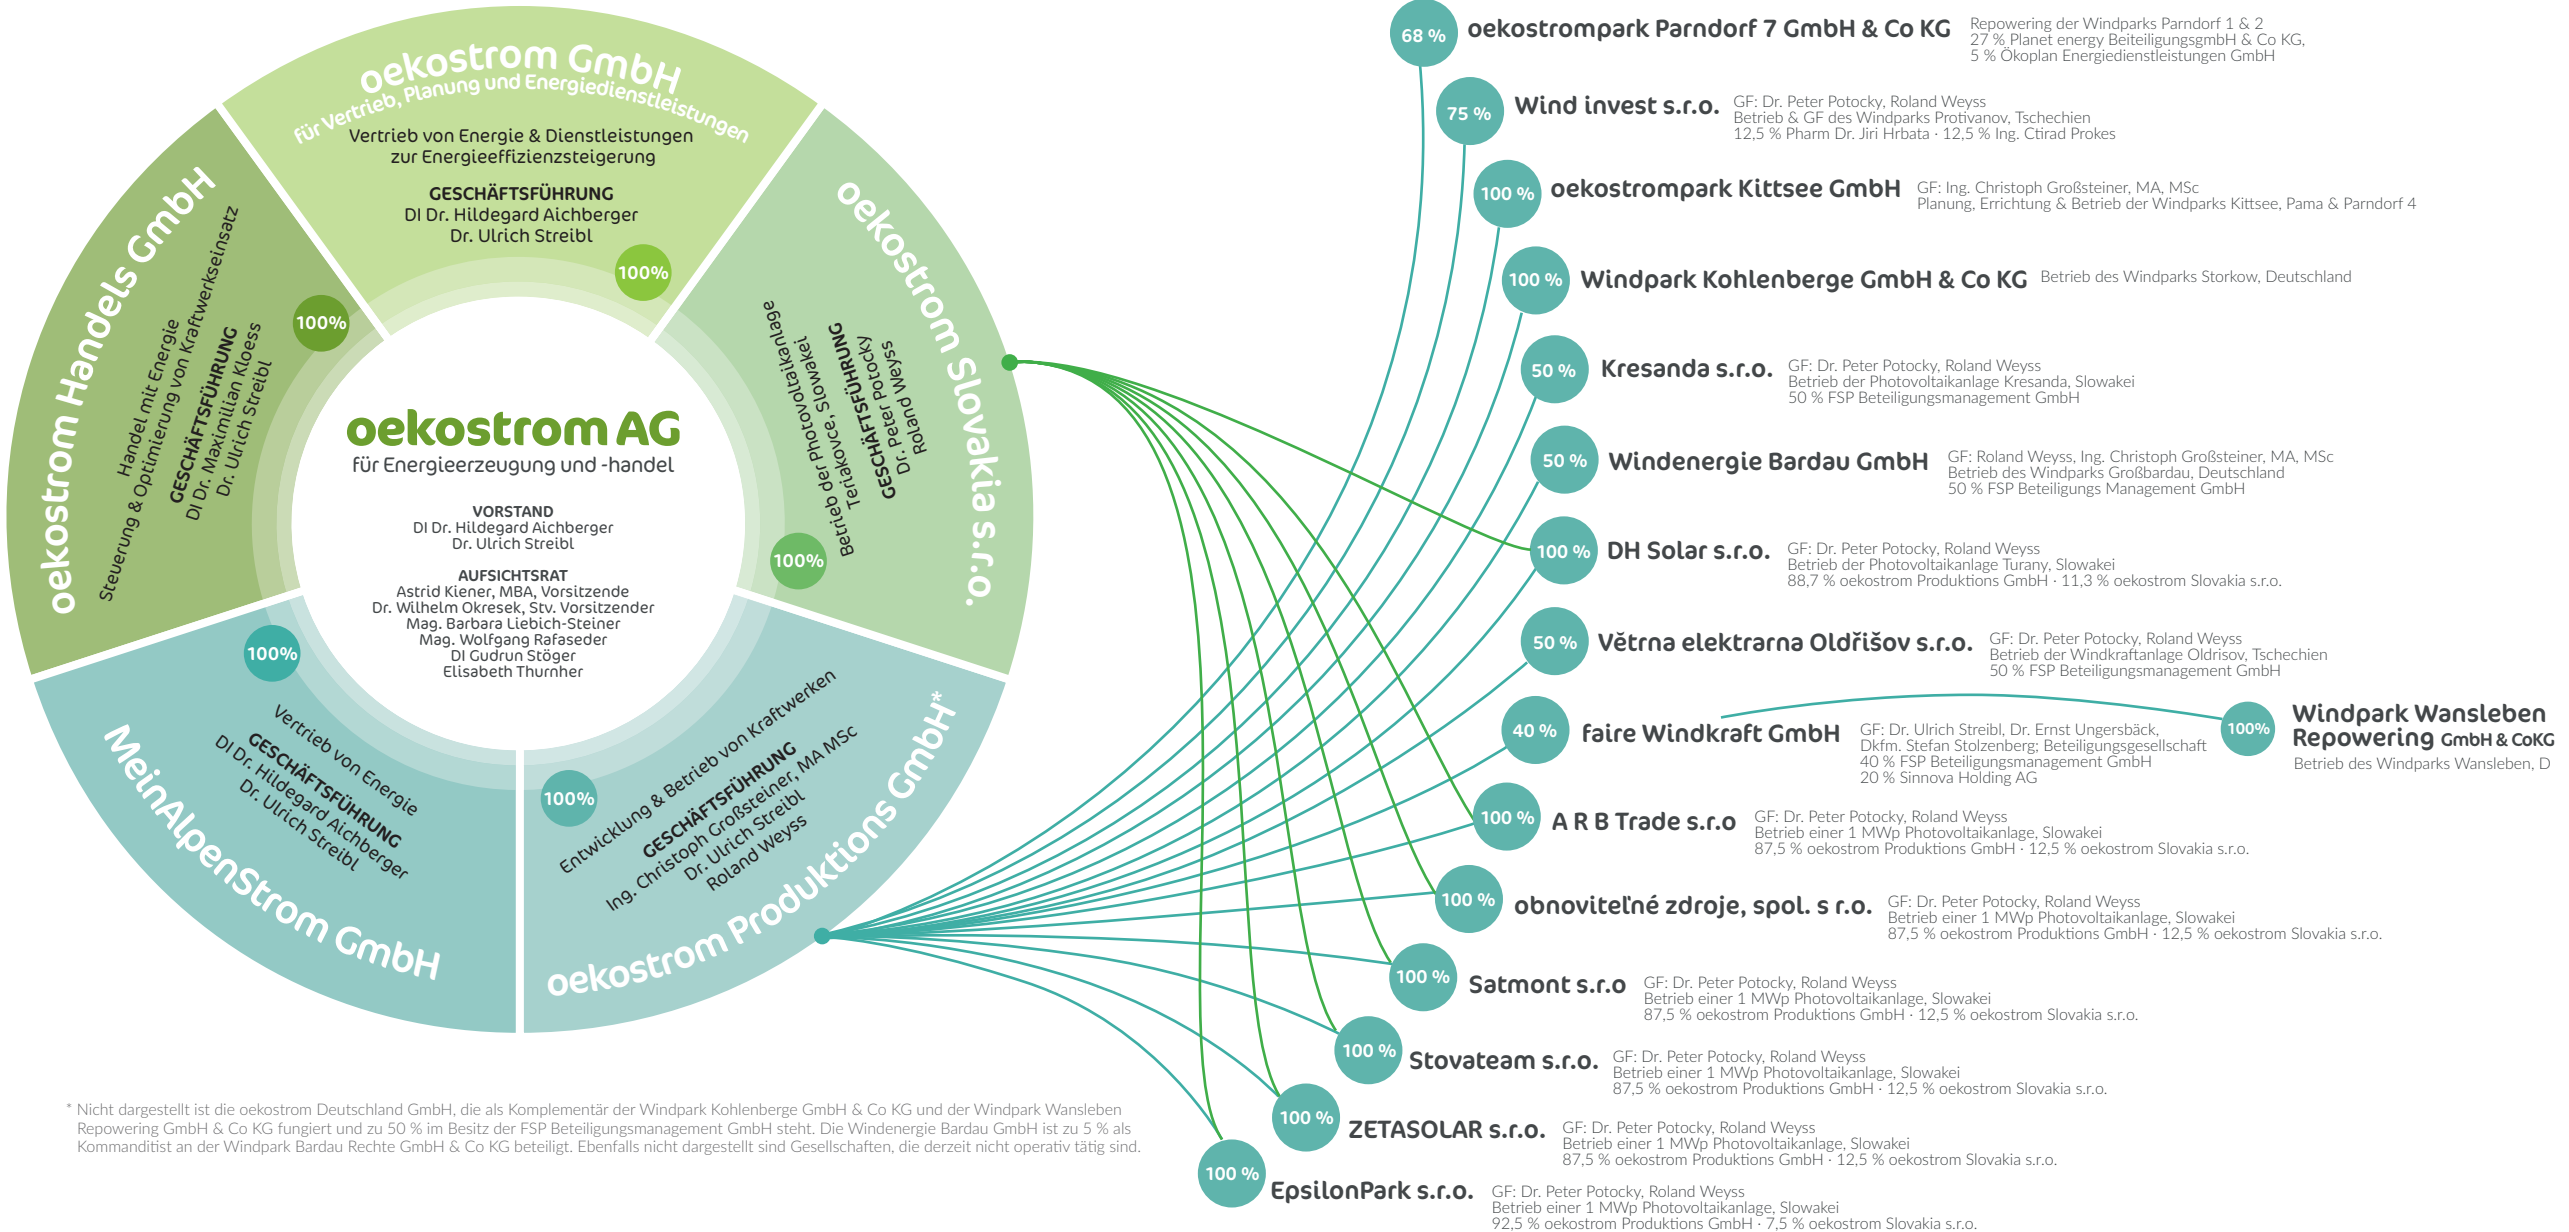 oekostrom GmbH
für Vertrieb, Planung und Energiedienstleistungen
Vertrieb von Energie & Dienstleistungen
zur Energieeffizienzsteigerung
GESCHÄFTSFÜHRUNG
DI Dr. Hildegard Aichberger
Dr. Ulrich Streibl
100%
oekostrom Handels GmbH
Handel mit Energie
Steuerung & Optimierung von Kraftwerkseinsatz
GESCHÄFTSFÜHRUNG
DI Dr. Maximilian Kloess
Dr. Ulrich Streibl
100%
oekostrom Slovakia s.r.o.
Betrieb der Photovoltaikanlage
Teriakovce, Slowakei
GESCHÄFTSFÜHRUNG
Dr. Peter Potocky
Roland Weyss
100%
oekostrom AG
für Energieerzeugung und -handel
VORSTAND
DI Dr. Hildegard Aichberger
Dr. Ulrich Streibl
AUFSICHTSRAT
Astrid Kiener, MBA, Vorsitzende
Dr. Wilhelm Okresek, Stv. Vorsitzender
Mag. Barbara Liebich-Steiner
Mag. Wolfgang Rafaseder
DI Gudrun Stöger
Elisabeth Thurnher
100%
MeinAlpenStrom GmbH
Vertrieb von Energie
GESCHÄFTSFÜHRUNG
DI Dr. Hildegard Aichberger
Dr. Ulrich Streibl
100%
oekostrom Produktions GmbH*
Entwicklung & Betrieb von Kraftwerken
GESCHÄFTSFÜHRUNG
Ing. Christoph Großsteiner, MA MSc
Dr. Ulrich Streibl
Roland Weyss
68 %
oekostrompark Parndorf 7 GmbH & Co KG
Repowering der Windparks Parndorf 1 & 2
27 % Planet energy BeiteiligungsgmbH & Co KG,
5 % Ökoplan Energiedienstleistungen GmbH
75 %
Wind invest s.r.o.
GF: Dr. Peter Potocky, Roland Weyss
Betrieb & GF des Windparks Protivanov, Tschechien
12,5 % Pharm Dr. Jiri Hrbata · 12,5 % Ing. Ctirad Prokes
100 %
oekostrompark Kittsee GmbH
GF: Ing. Christoph Großsteiner, MA, MSc
Planung, Errichtung & Betrieb der Windparks Kittsee, Pama & Parndorf 4
100 %
Windpark Kohlenberge GmbH & Co KG
Betrieb des Windparks Storkow, Deutschland
50 %
Kresanda s.r.o.
GF: Dr. Peter Potocky, Roland Weyss
Betrieb der Photovoltaikanlage Kresanda, Slowakei
50 % FSP Beteiligungsmanagement GmbH
50 %
Windenergie Bardau GmbH
GF: Roland Weyss, Ing. Christoph Großsteiner, MA, MSc
Betrieb des Windparks Großbardau, Deutschland
50 % FSP Beteiligungs Management GmbH
100 %
DH Solar s.r.o.
GF: Dr. Peter Potocky, Roland Weyss
Betrieb der Photovoltaikanlage Turany, Slowakei
88,7 % oekostrom Produktions GmbH · 11,3 % oekostrom Slovakia s.r.o.
50 %
Větrna elektrarna Oldřišov s.r.o.
GF: Dr. Peter Potocky, Roland Weyss
Betrieb der Windkraftanlage Oldrisov, Tschechien
50 % FSP Beteiligungsmanagement GmbH
40 %
faire Windkraft GmbH
GF: Dr. Ulrich Streibl, Dr. Ernst Ungersbäck,
Dkfm. Stefan Stolzenberg; Beteiligungsgesellschaft
40 % FSP Beteiligungsmanagement GmbH
20 % Sinnova Holding AG
100%
Windpark Wansleben
Repowering GmbH & CoKG
Betrieb des Windparks Wansleben, D
100 %
A R B Trade s.r.o
GF: Dr. Peter Potocky, Roland Weyss
Betrieb einer 1 MWp Photovoltaikanlage, Slowakei
87,5 % oekostrom Produktions GmbH · 12,5 % oekostrom Slovakia s.r.o.
100 %
obnoviteľné zdroje, spol. s r.o.
GF: Dr. Peter Potocky, Roland Weyss
Betrieb einer 1 MWp Photovoltaikanlage, Slowakei
87,5 % oekostrom Produktions GmbH · 12,5 % oekostrom Slovakia s.r.o.
100 %
Satmont s.r.o
GF: Dr. Peter Potocky, Roland Weyss
Betrieb einer 1 MWp Photovoltaikanlage, Slowakei
87,5 % oekostrom Produktions GmbH · 12,5 % oekostrom Slovakia s.r.o.
100 %
Stovateam s.r.o.
GF: Dr. Peter Potocky, Roland Weyss
Betrieb einer 1 MWp Photovoltaikanlage, Slowakei
87,5 % oekostrom Produktions GmbH · 12,5 % oekostrom Slovakia s.r.o.
100 %
ZETASOLAR s.r.o.
GF: Dr. Peter Potocky, Roland Weyss
Betrieb einer 1 MWp Photovoltaikanlage, Slowakei
87,5 % oekostrom Produktions GmbH · 12,5 % oekostrom Slovakia s.r.o.
100 %
EpsilonPark s.r.o.
GF: Dr. Peter Potocky, Roland Weyss
Betrieb einer 1 MWp Photovoltaikanlage, Slowakei
92,5 % oekostrom Produktions GmbH · 7,5 % oekostrom Slovakia s.r.o.
* Nicht dargestellt ist die oekostrom Deutschland GmbH, die als Komplementär der Windpark Kohlenberge GmbH & Co KG und der Windpark Wansleben
Repowering GmbH & Co KG fungiert und zu 50 % im Besitz der FSP Beteiligungsmanagement GmbH steht. Die Windenergie Bardau GmbH ist zu 5 % als
Kommanditist an der Windpark Bardau Rechte GmbH & Co KG beteiligt. Ebenfalls nicht dargestellt sind Gesellschaften, die derzeit nicht operativ tätig sind.